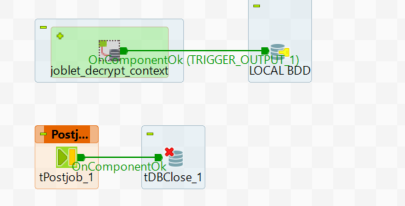 OnComponentOk (TRIGGER_OUTPUT_1)
joblet_decrypt_context
LOCAL BDD
Postj...
OnComponentOk
tPostjob_1
tDBClose_1